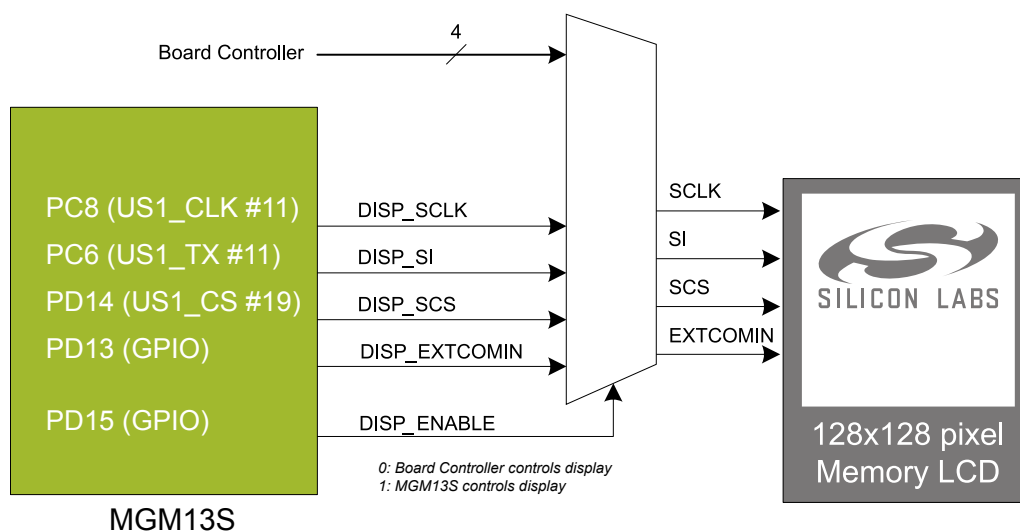 4
Board Controller
PC8 (US1_CLK #11)
DISP_SCLK
SCLK
PC6 (US1_TX #11)
DISP_SI
SI
PD14 (US1_CS #19)
DISP_SCS
SCS
PD13 (GPIO)
DISP_EXTCOMIN
EXTCOMIN
PD15 (GPIO)
DISP_ENABLE
0: Board Controller controls display
1: MGM13S controls display
SILICON LABS
128x128 pixel
Memory LCD
MGM13S